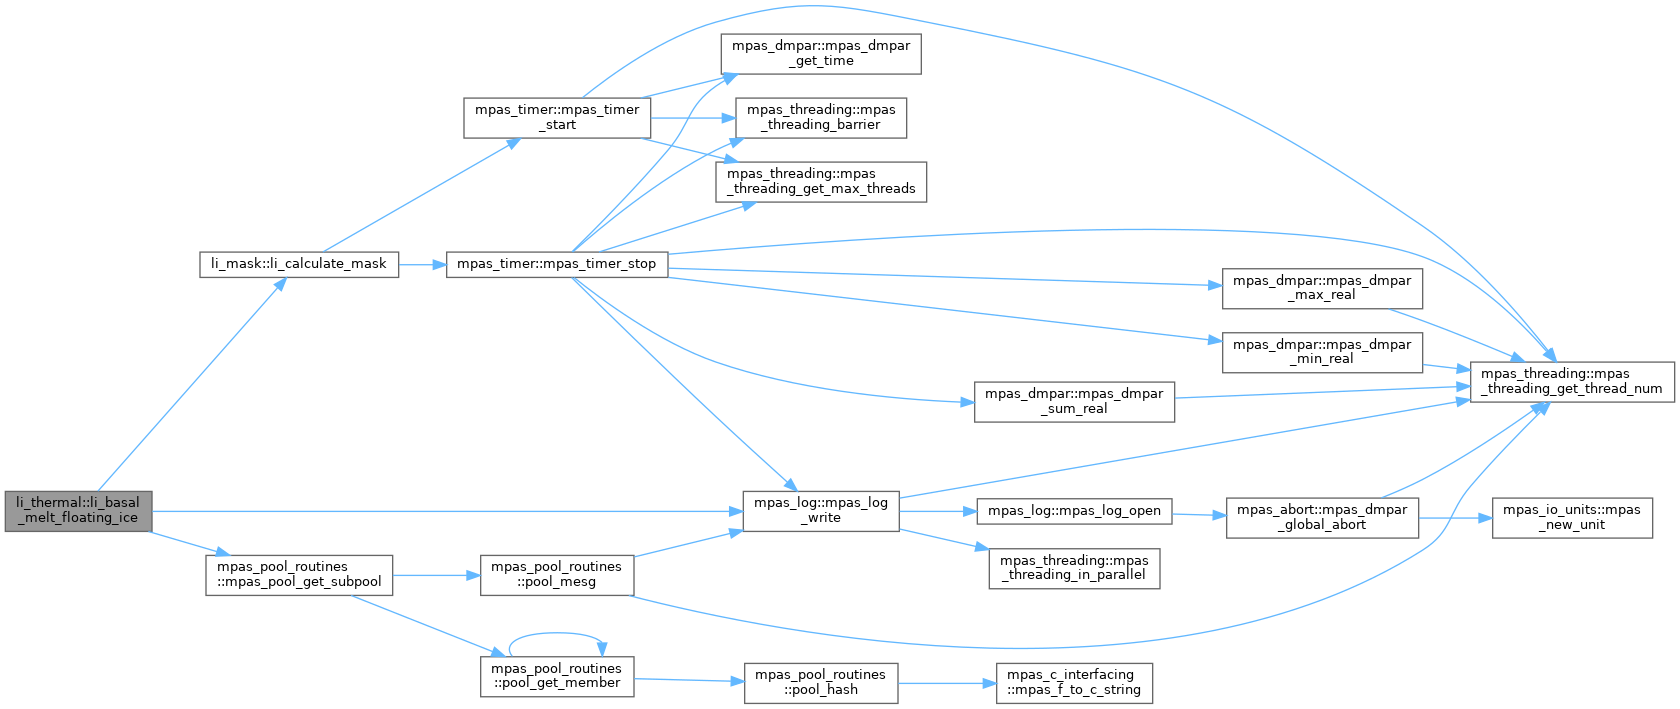 mpas_dmpar::mpas_dmpar
_get_time
mpas_timer::mpas_timer
_start
mpas_threading::mpas
_threading_barrier
mpas_threading::mpas
_threading_get_max_threads
li_mask::li_calculate_mask
mpas_timer::mpas_timer_stop
mpas_dmpar::mpas_dmpar
_max_real
mpas_dmpar::mpas_dmpar
_min_real
mpas_threading::mpas
_threading_get_thread_num
mpas_dmpar::mpas_dmpar
_sum_real
li_thermal::li_basal
_melt_floating_ice
mpas_log::mpas_log
_write
mpas_log::mpas_log_open
mpas_abort::mpas_dmpar
_global_abort
mpas_io_units::mpas
_new_unit
mpas_threading::mpas
_threading_in_parallel
mpas_pool_routines
::mpas_pool_get_subpool
mpas_pool_routines
::pool_mesg
mpas_pool_routines
::pool_get_member
mpas_pool_routines
::pool_hash
mpas_c_interfacing
::mpas_f_to_c_string